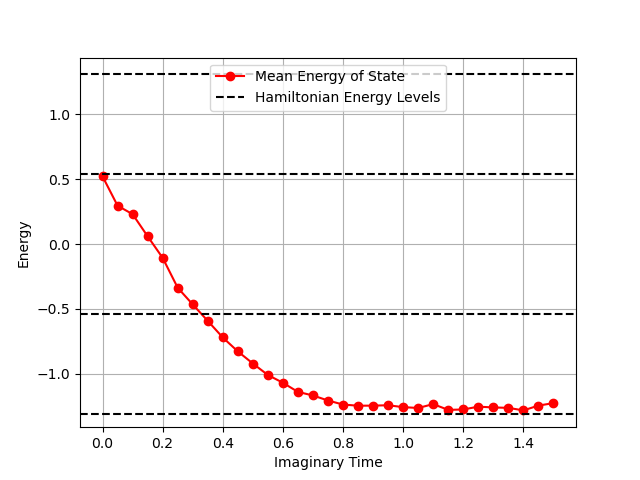 Mean Energy of State
Hamiltonian Energy Levels
1.0
0.5
0.0
−0.5
−1.0
Energy
0.0 0.2 0.4 0.6 0.8 1.0 1.2 1.4
Imaginary Time